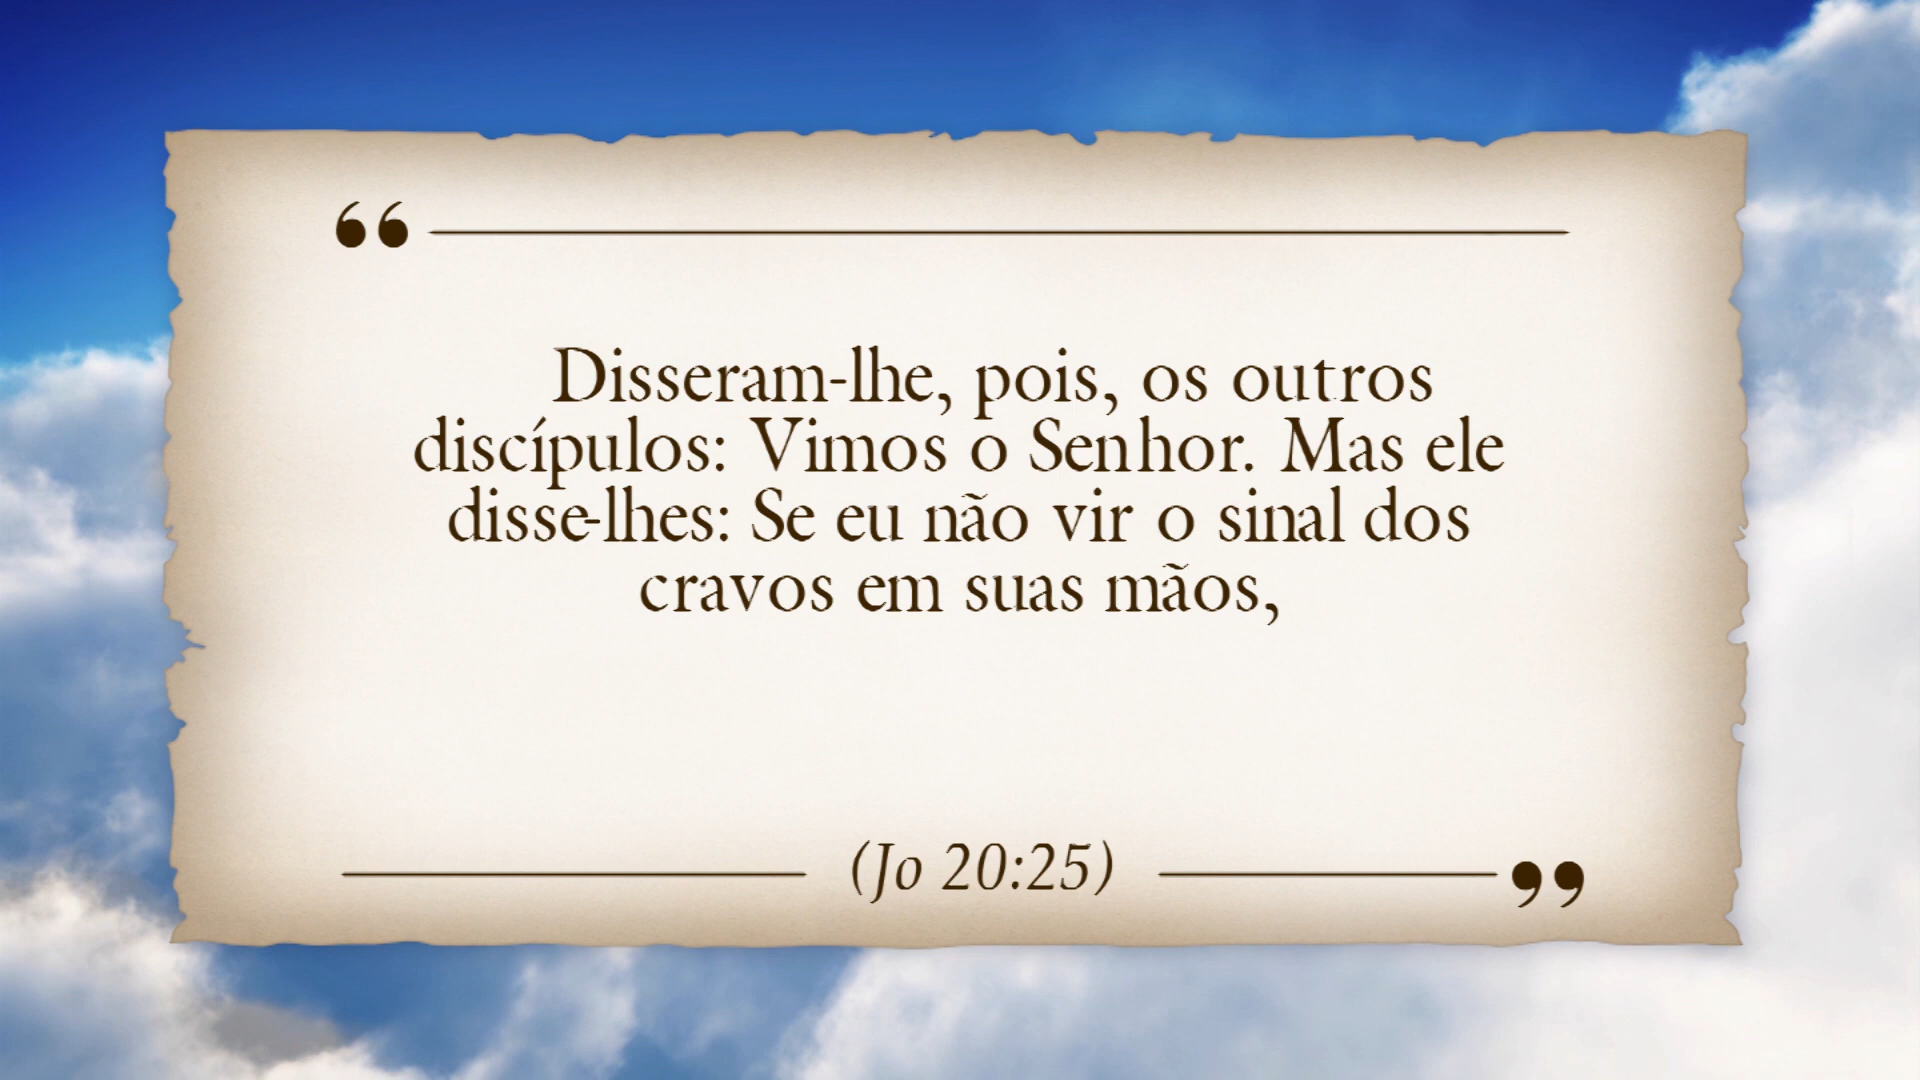 “
Disseram-lhe, pois, os outros
discípulos: Vimos o Senhor. Mas ele
disse-lhes: Se eu não vir o sinal dos
cravos em suas mãos,
(Jo 20:25) ”